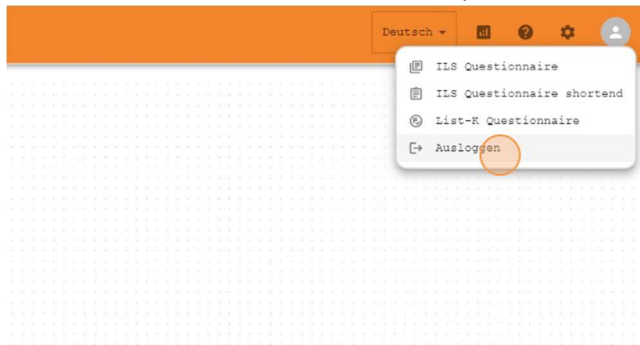 Deutsch
ILS Questionnaire
ILS Questionnaire shortend
List-K Questionnaire
Ausloggen